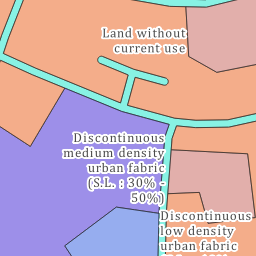 Land without
current use
Discontinuous
medium density
urban fabric
(S.L. : 30% -
50%)
Discontinuous
low density
urban fabric